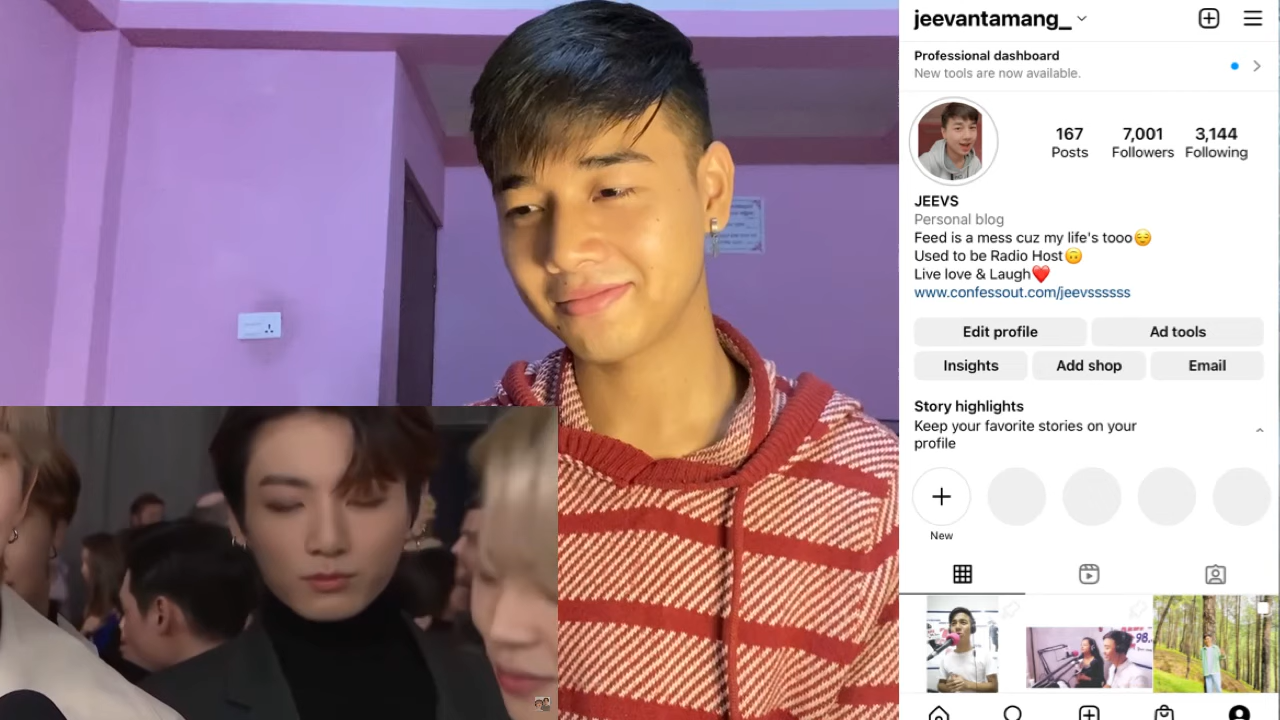 jeevantamang_
Professional dashboard
New tools are now available.
167
Posts
7,001
Followers
3,144
Following
JEEVS
Personal blog
Feed is a mess cuz my life's tooo😌
Used to be Radio Host🙃
Live love & Laugh❤️
www.confessout.com/jeevssssss
Edit profile
Ad tools
Insights
Add shop
Email
Story highlights
Keep your favorite stories on your
profile
New
98.